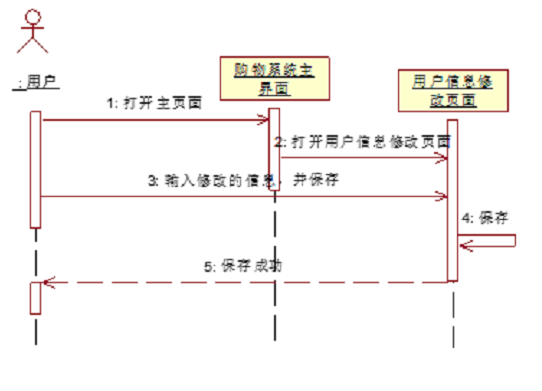 :用户
购物系统主
界面
用户信息修
改页面
1: 打开主页面
2: 打开用户信息修改页面
3: 输入修改的信息，并保存
4: 保存
5: 保存成功